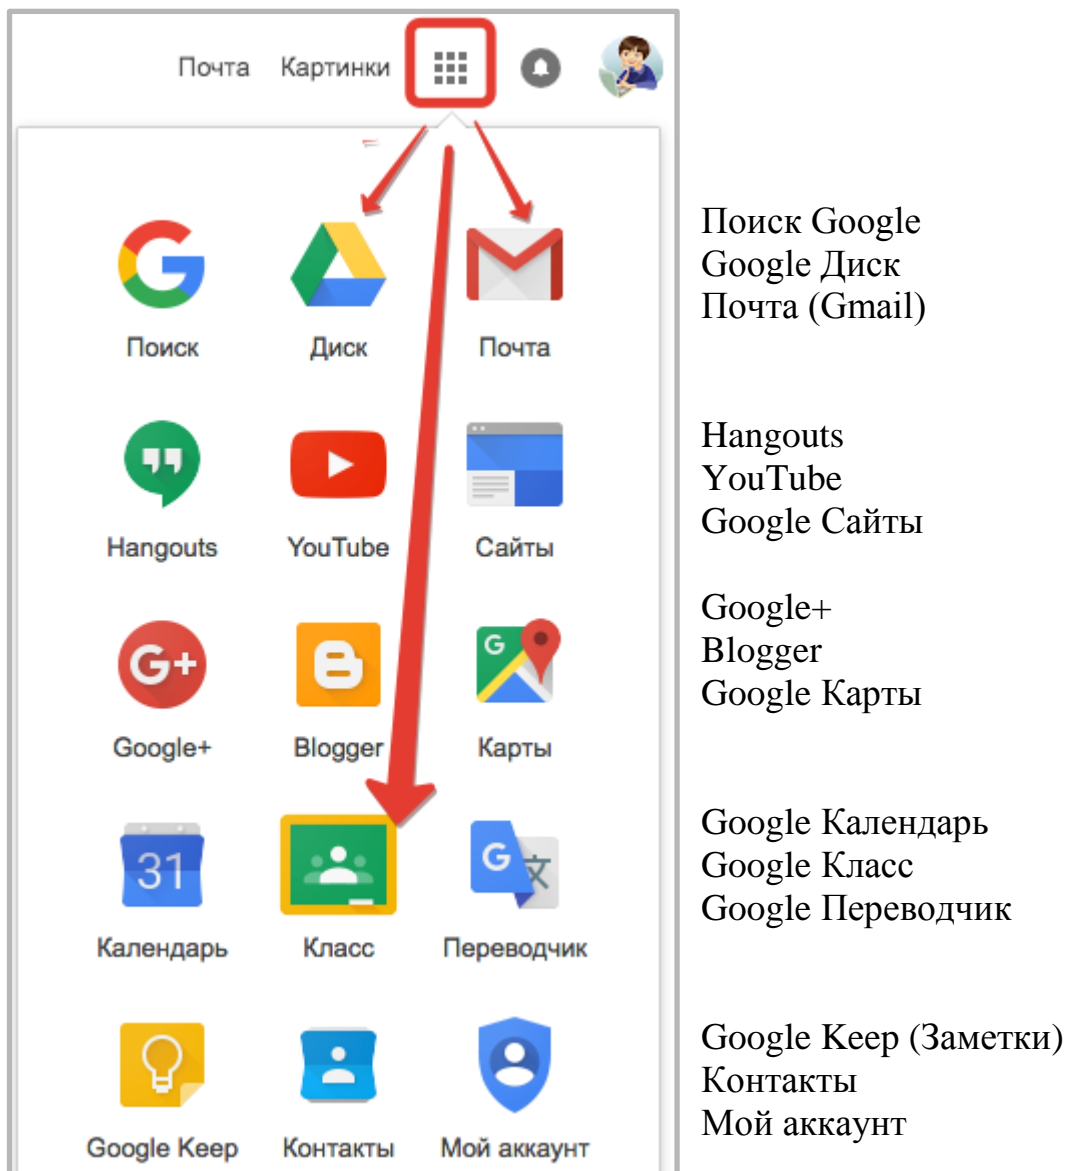 Почта Картинки
Поиск Диск Почта
Поиск Google
Google Диск
Почта (Gmail)
Hangouts YouTube Сайты
Hangouts
YouTube
Google Сайты
G+
G
Google+ Blogger Карты
Google+
Blogger
Google Карты
31
G 文
Календарь Класс Переводчик
Google Календарь
Google Класс
Google Переводчик
Google Keep Контакты Мой аккаунт
Google Keep (Заметки)
Контакты
Мой аккаунт